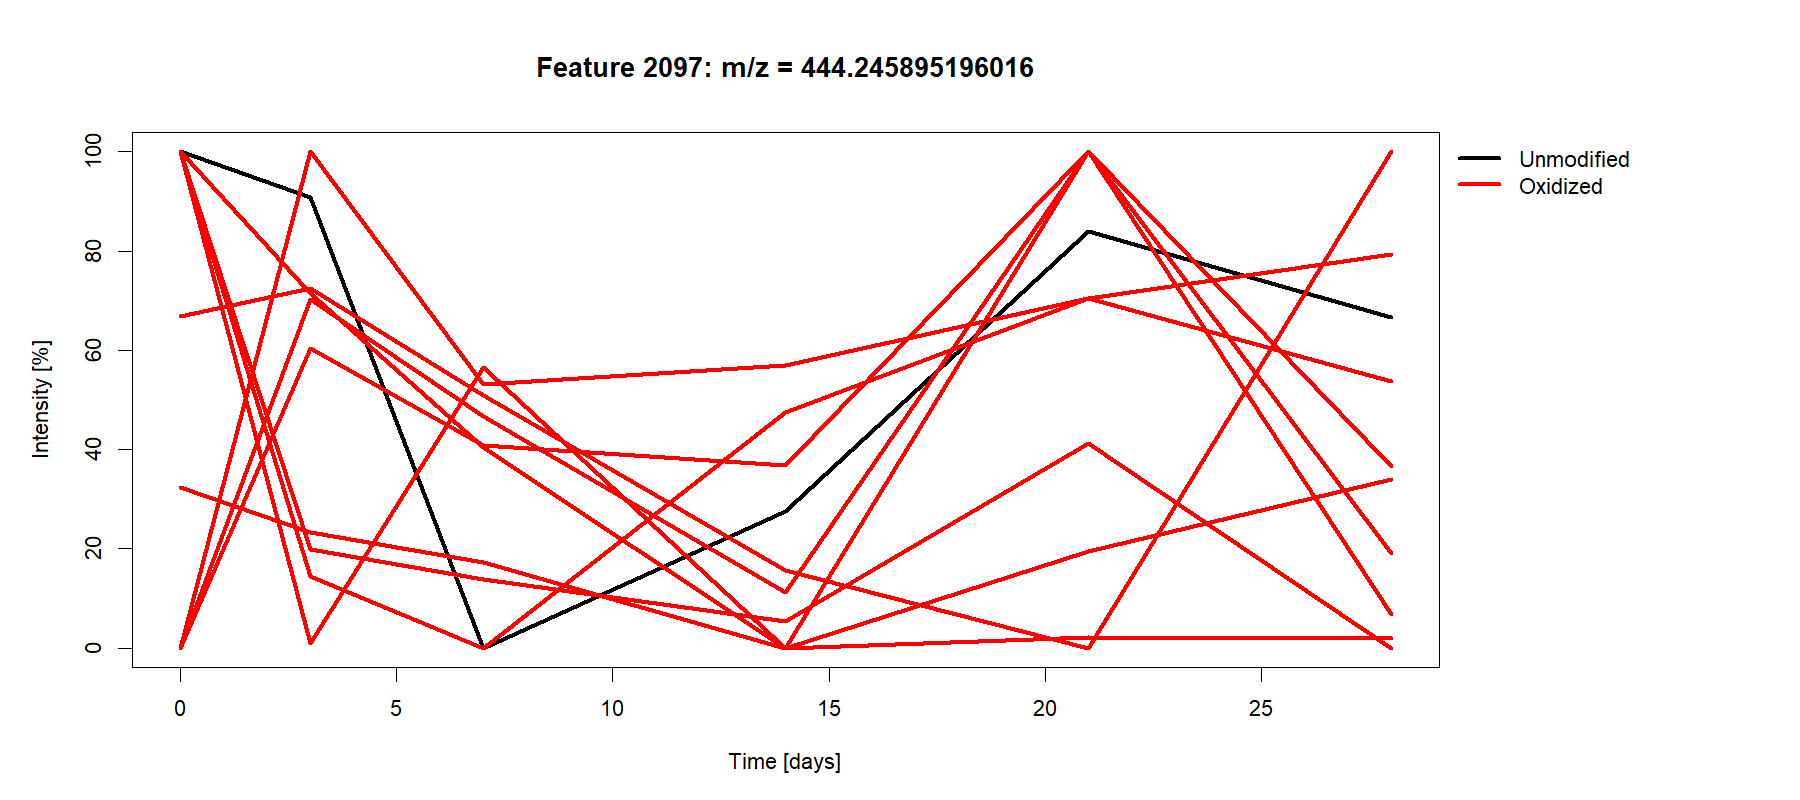 Feature 2097: m/z = 444.245895196016
Unmodified
Oxidized
Intensity [%]
100
80
60
40
20
0
0 5 10 15 20 25
Time [days]